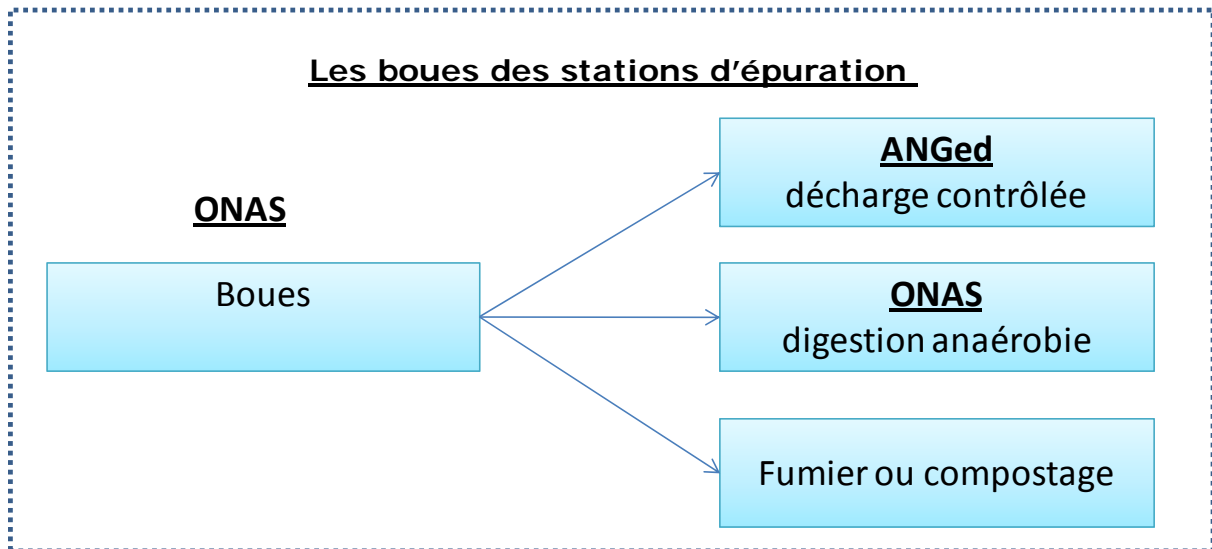 Les boues des stations d'épuration
ONAS
Boues
ANGed
décharge contrôlée
ONAS
digestion anaérobie
Fumier ou compostage